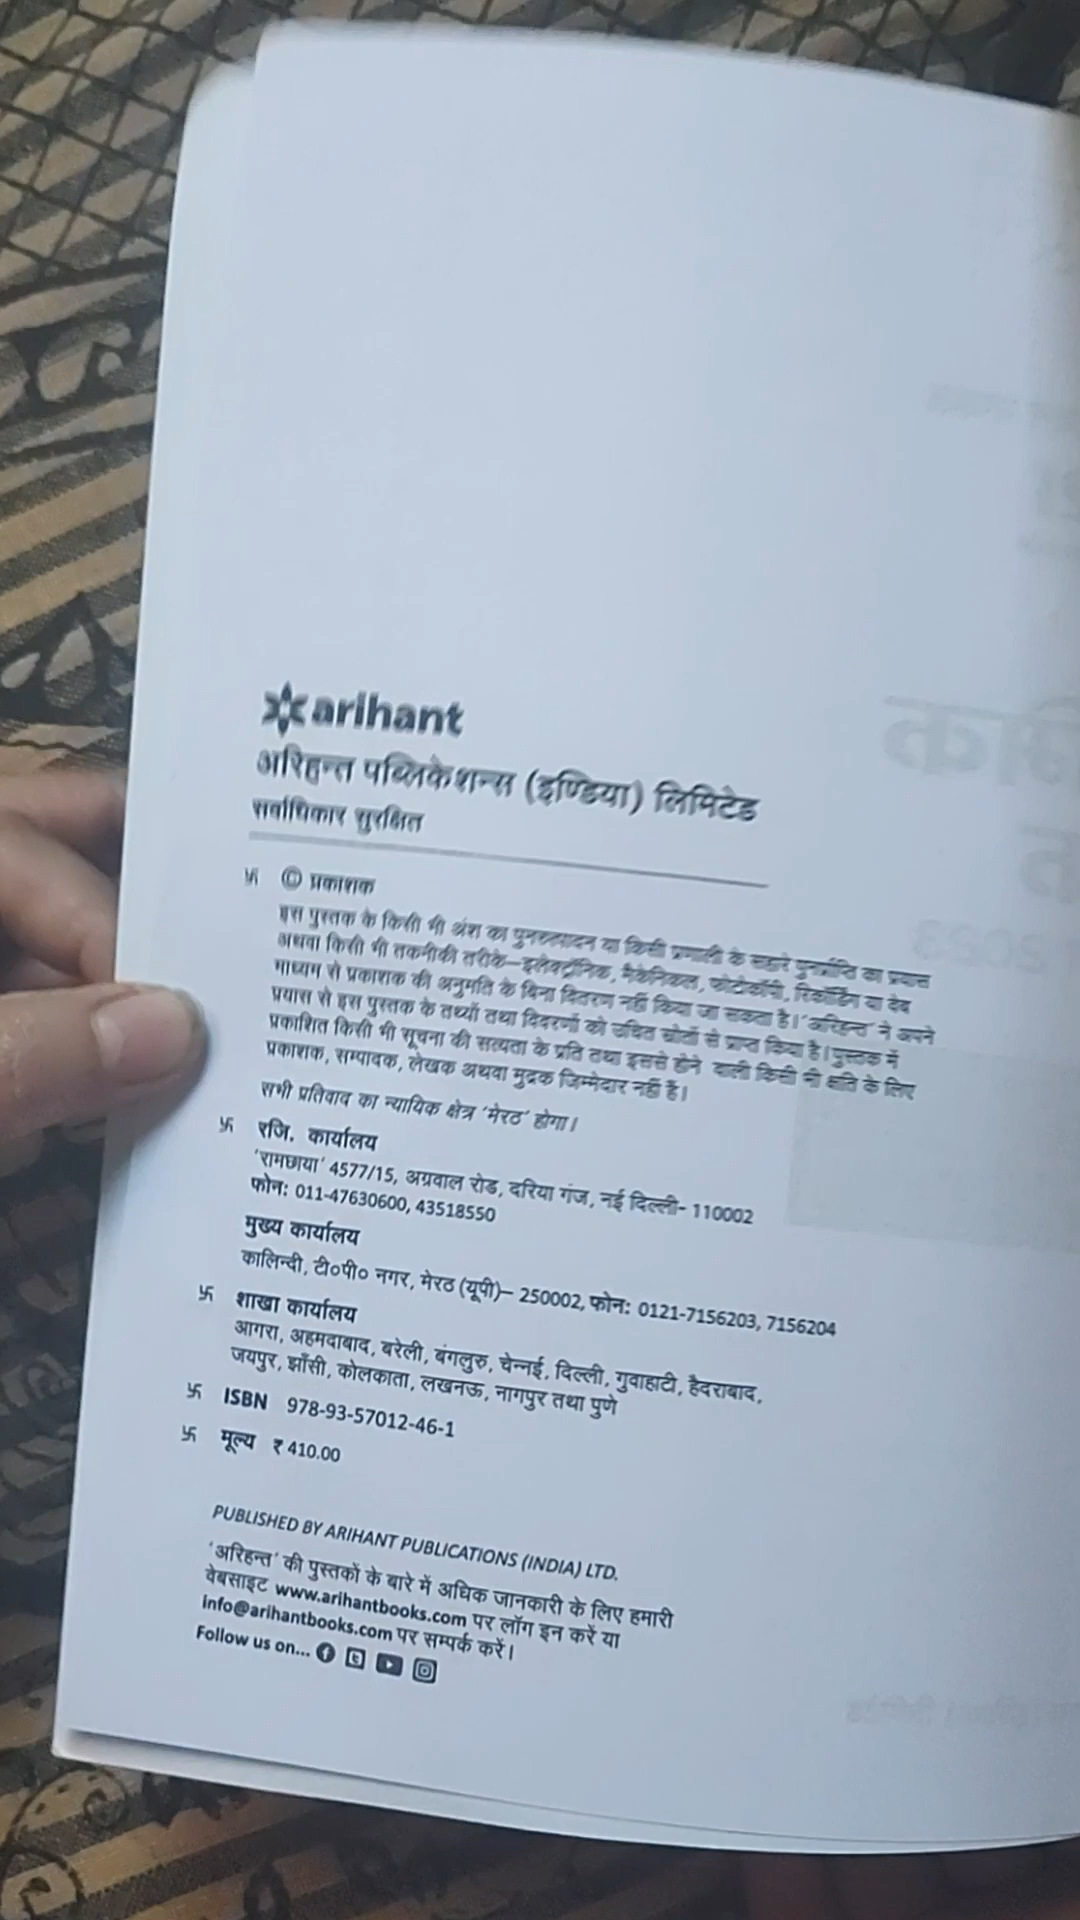 arihant
अरिहन्त पब्लिकेशन्स (इण्डिया) लिमिटेड
सर्वाधिकार सुरक्षित
卐 © प्रकाशक
इस पुस्तक के किसी भी अंश का पुनरुत्पादन या किसी प्रणाली के सहारे पुनर्प्राप्ति का प्रयास
अथवा किसी भी तकनीकी तरीके—इलेक्ट्रॉनिक, मैकेनिकल, फोटोकॉपी, रिकॉर्डिंग या वेब
माध्यम से प्रकाशक की अनुमति के बिना वितरण नहीं किया जा सकता है। 'अरिहन्त' ने अपने
प्रयास से इस पुस्तक के तथ्यों तथा विवरणों को उचित स्रोतों से प्राप्त किया है। पुस्तक में
प्रकाशित किसी भी सूचना की सत्यता के प्रति तथा इससे होने वाली किसी भी क्षति के लिए
प्रकाशक, सम्पादक, लेखक अथवा मुद्रक जिम्मेदार नहीं है।
सभी प्रतिवाद का न्यायिक क्षेत्र 'मेरठ' होगा।
卐 रजि. कार्यालय
'रामछाया' 4577/15, अग्रवाल रोड, दरिया गंज, नई दिल्ली- 110002
फोन: 011-47630600, 43518550
मुख्य कार्यालय
कालिन्दी, टी०पी० नगर, मेरठ (यूपी)– 250002, फोन: 0121-7156203, 7156204
卐 शाखा कार्यालय
आगरा, अहमदाबाद, बरेली, बंगलुरु, चेन्नई, दिल्ली, गुवाहाटी, हैदराबाद,
जयपुर, झाँसी, कोलकाता, लखनऊ, नागपुर तथा पुणे
卐 ISBN 978-93-57012-46-1
卐 मूल्य ₹ 410.00
PUBLISHED BY ARIHANT PUBLICATIONS (INDIA) LTD.
'अरिहन्त' की पुस्तकों के बारे में अधिक जानकारी के लिए हमारी
वेबसाइट www.arihantbooks.com पर लॉग इन करें या
info@arihantbooks.com पर सम्पर्क करें।
Follow us on...